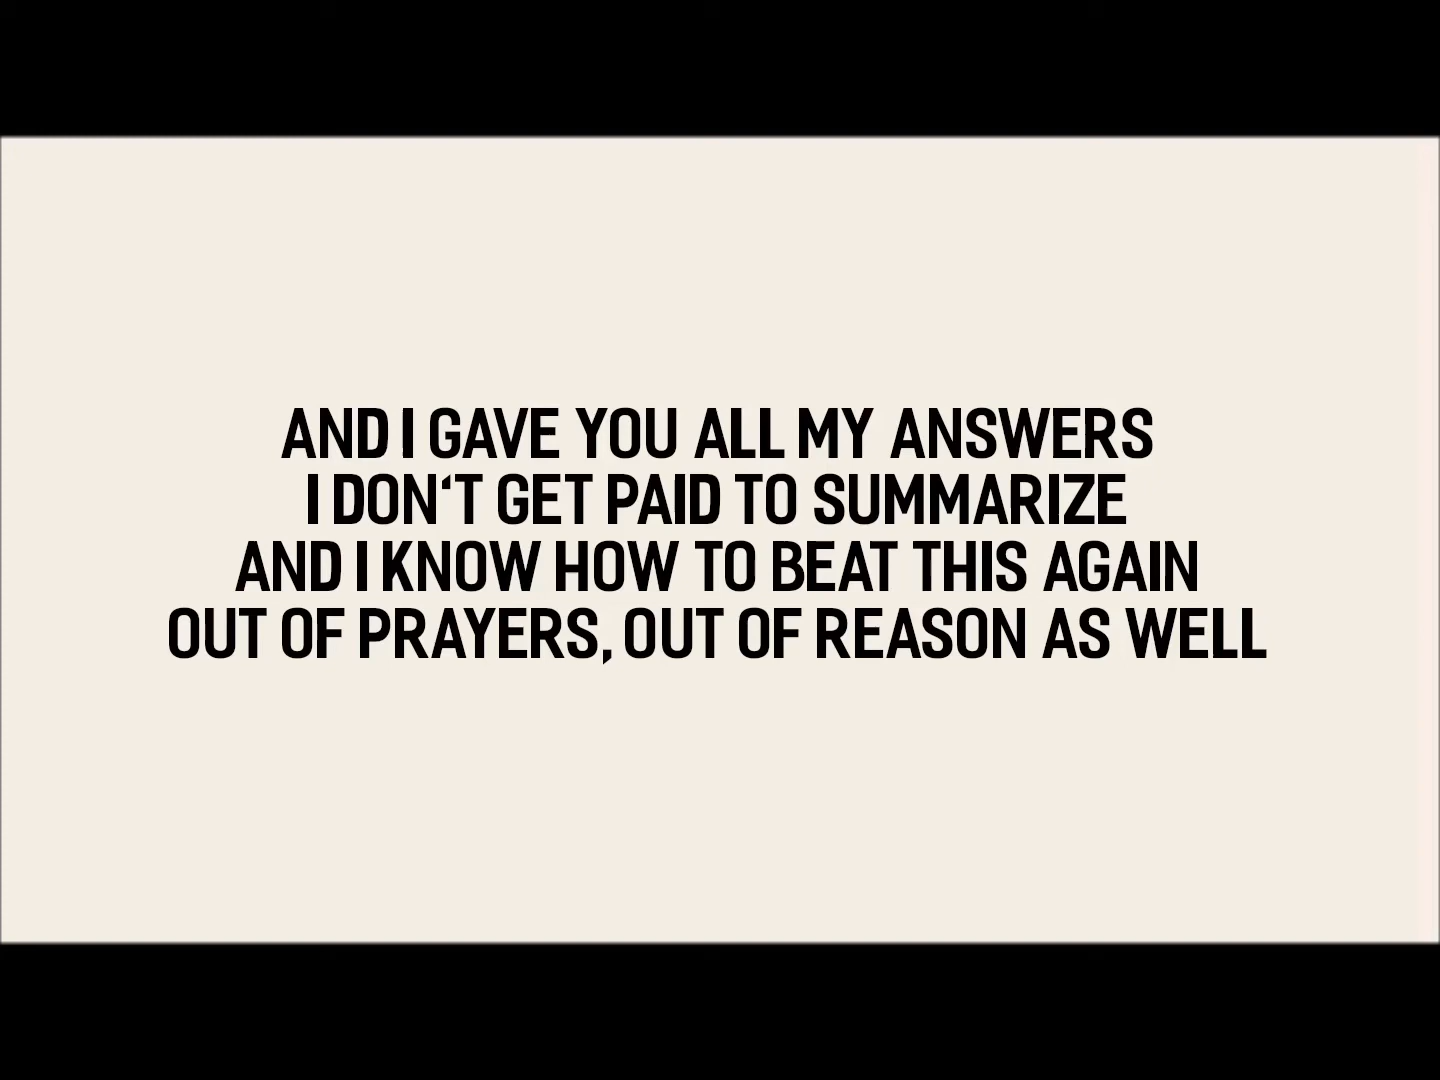 AND I GAVE YOU ALL MY ANSWERS
I DON‘T GET PAID TO SUMMARIZE
AND I KNOW HOW TO BEAT THIS AGAIN
OUT OF PRAYERS, OUT OF REASON AS WELL